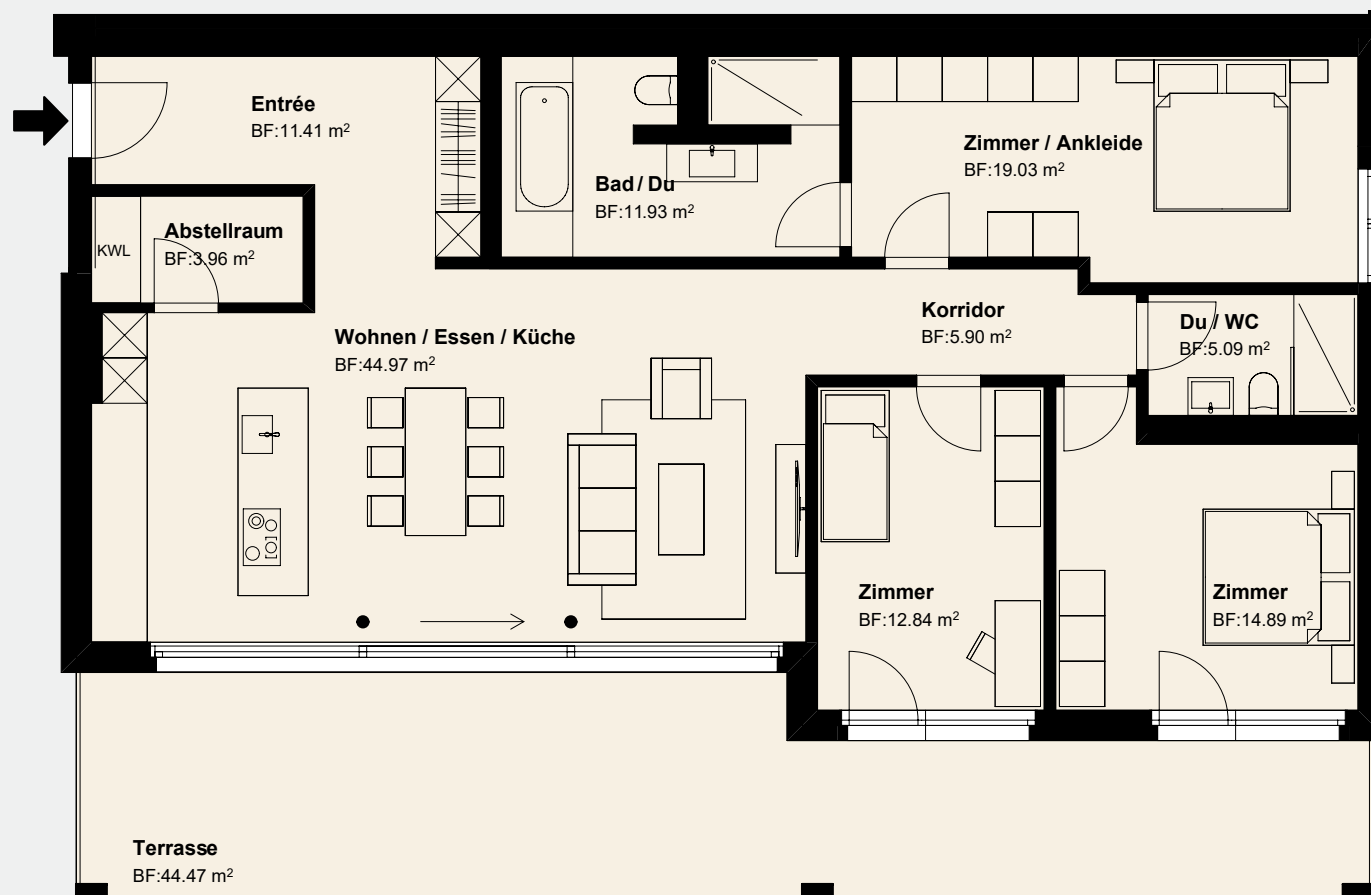 Entrée
BF:11.41 m²
Zimmer / Ankleide
BF:19.03 m²
Bad / Du
BF:11.93 m²
Abstellraum
BF:3.96 m²
KWL
Korridor
BF:5.90 m²
Du / WC
BF:5.09 m²
Wohnen / Essen / Küche
BF:44.97 m²
Zimmer
BF:12.84 m²
Zimmer
BF:14.89 m²
Terrasse
BF:44.47 m²